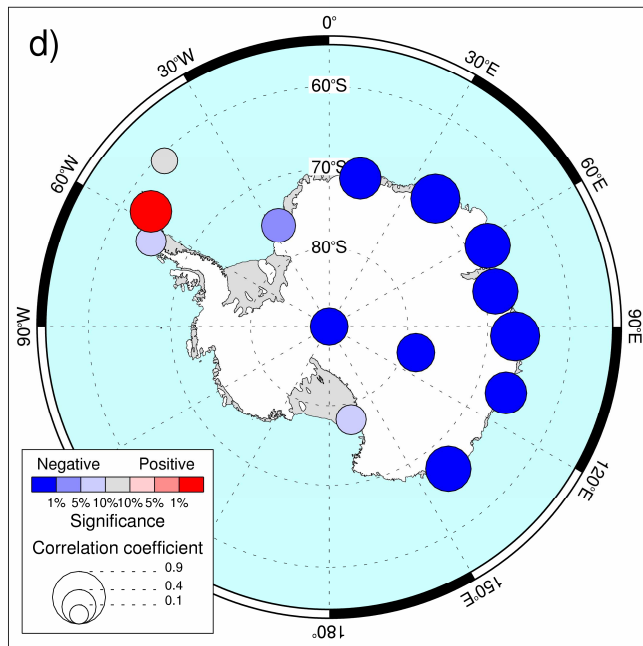 d)
0°
30°E
60°E
90°E
120°E
150°E
180°
90°W
60°W
30°W
60°S
70°S
80°S
Negative Positive
1% 5% 10%10% 5% 1%
Significance
Correlation coefficient
0.9
0.4
0.1